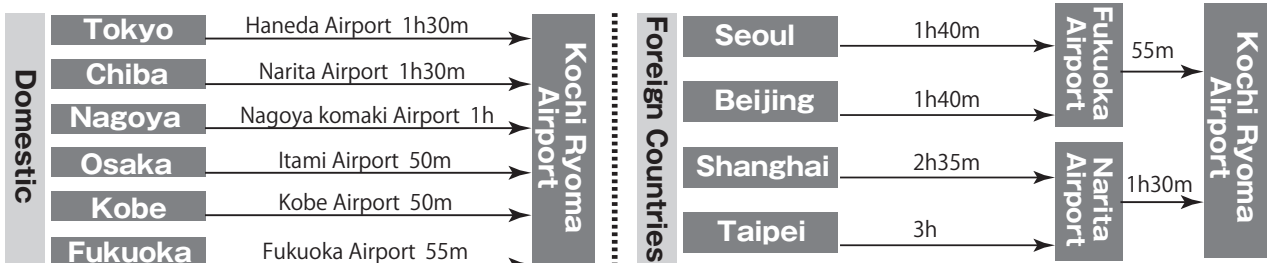 Domestic
Tokyo
Haneda Airport 1h30m
Chiba
Narita Airport 1h30m
Nagoya
Nagoya komaki Airport 1h
Osaka
Itami Airport 50m
Kobe
Kobe Airport 50m
Fukuoka
Fukuoka Airport 55m
Kochi Ryoma
Airport
Foreign Countries
Seoul
1h40m
Beijing
1h40m
Fukuoka
Airport
55m
Shanghai
2h35m
Taipei
3h
Narita
Airport
1h30m
Kochi Ryoma
Airport